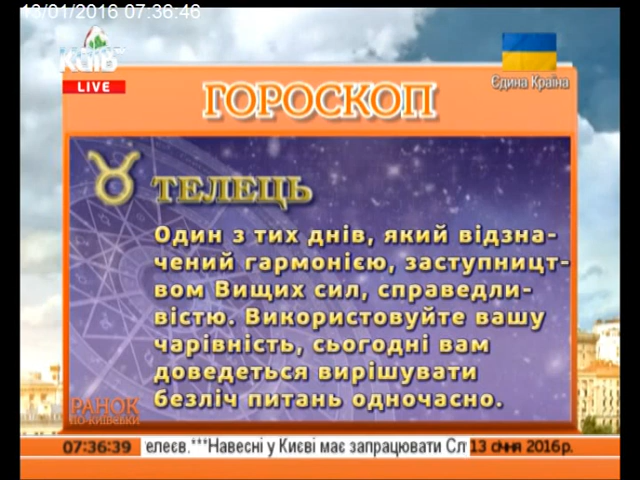 13/01/2016 07:36:46
Київ
LIVE
Єдина Країна
ГОРОСКОП
ТЕЛЕЦЬ
Один з тих днів, який відзна-
чений гармонією, заступницт-
вом Вищих сил, справедли-
вістю. Використовуйте вашу
чарівність, сьогодні вам
доведеться вирішувати
безліч питань одночасно.
РАНОК
ПО-КИЇВСЬКИ
07:36:39 телеєв.***Навесні у Києві має запрацювати Сл 13 січня 2016р.